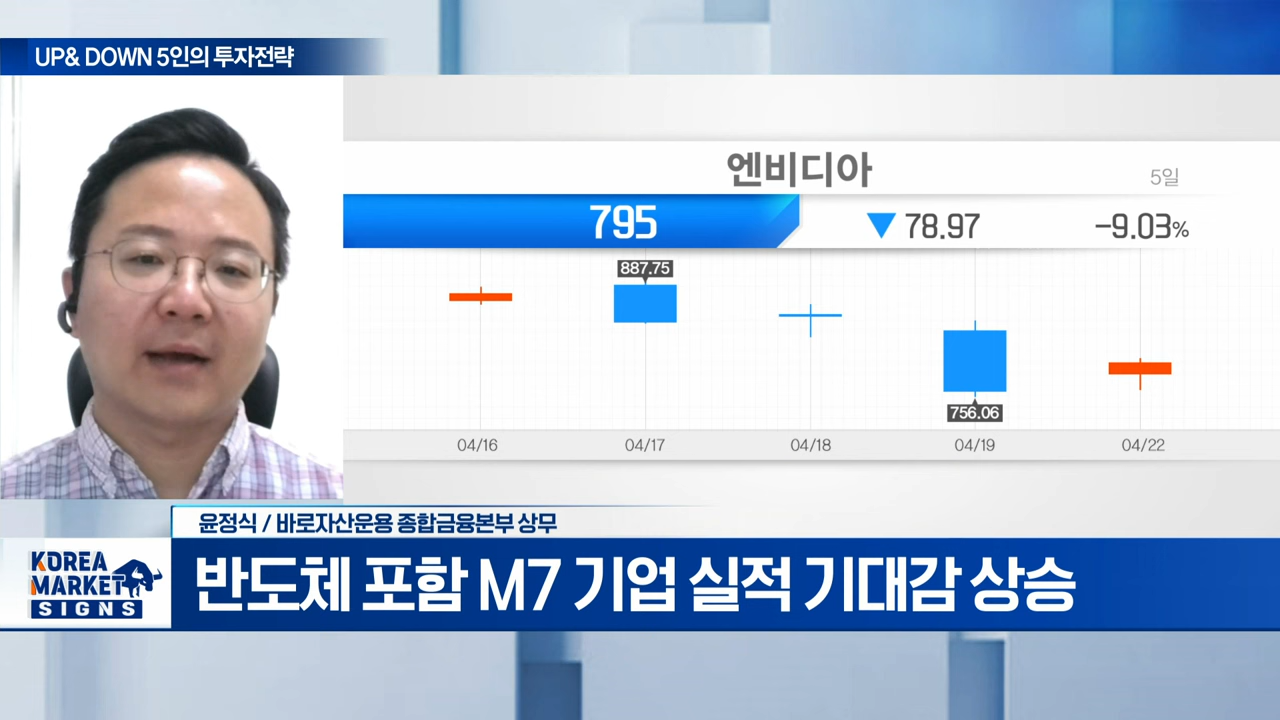 UP& DOWN 5인의 투자전략
엔비디아
5일
795 ▼ 78.97 -9.03%
887.75
756.06
04/16 04/17 04/18 04/19 04/22
윤정식 / 바로자산운용 종합금융본부 상무
KOREA
MARKET
SIGNS
반도체 포함 M7 기업 실적 기대감 상승